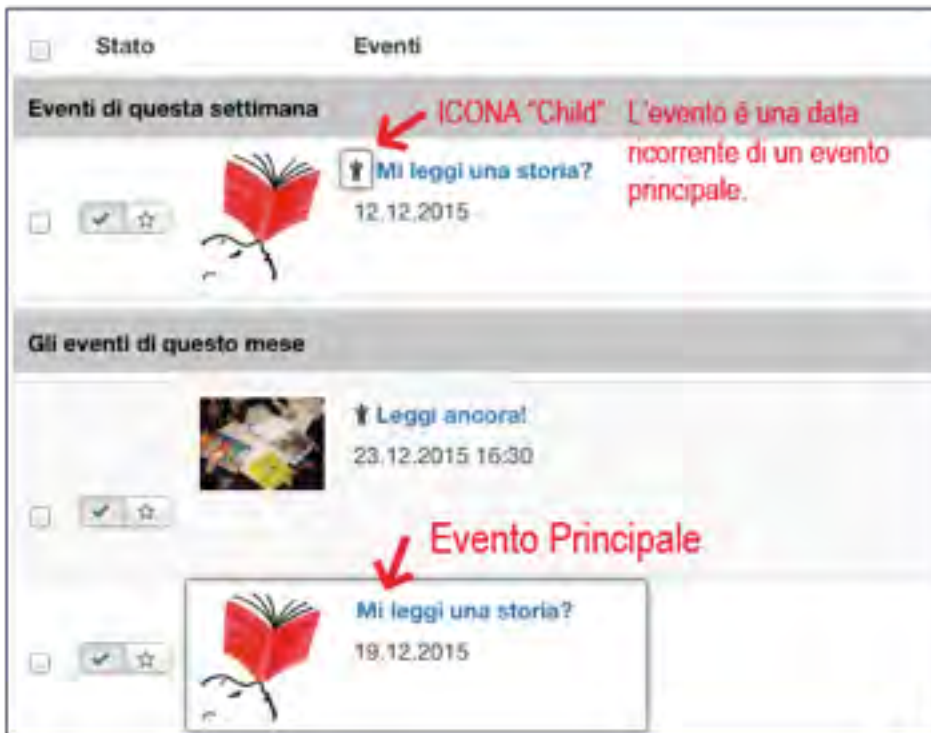 Stato Eventi
Eventi di questa settimana
ICONA "Child"
L'evento é una data
ricorrente di un evento
principale.
Mi leggi una storia?
12.12.2015
Gli eventi di questo mese
Leggi ancora!
23.12.2015 16:30
Evento Principale
Mi leggi una storia?
19.12.2015